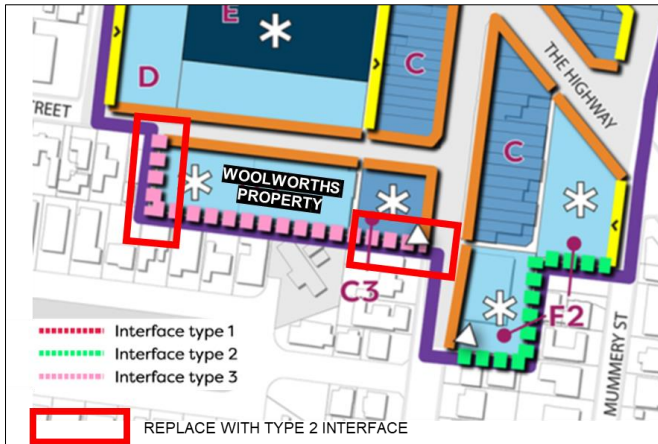 E
D
C
THE HIGHWAY
STREET
C
WOOLWORTHS
PROPERTY
C3
F2
MUMMERY ST
Interface type 1
Interface type 2
Interface type 3
REPLACE WITH TYPE 2 INTERFACE